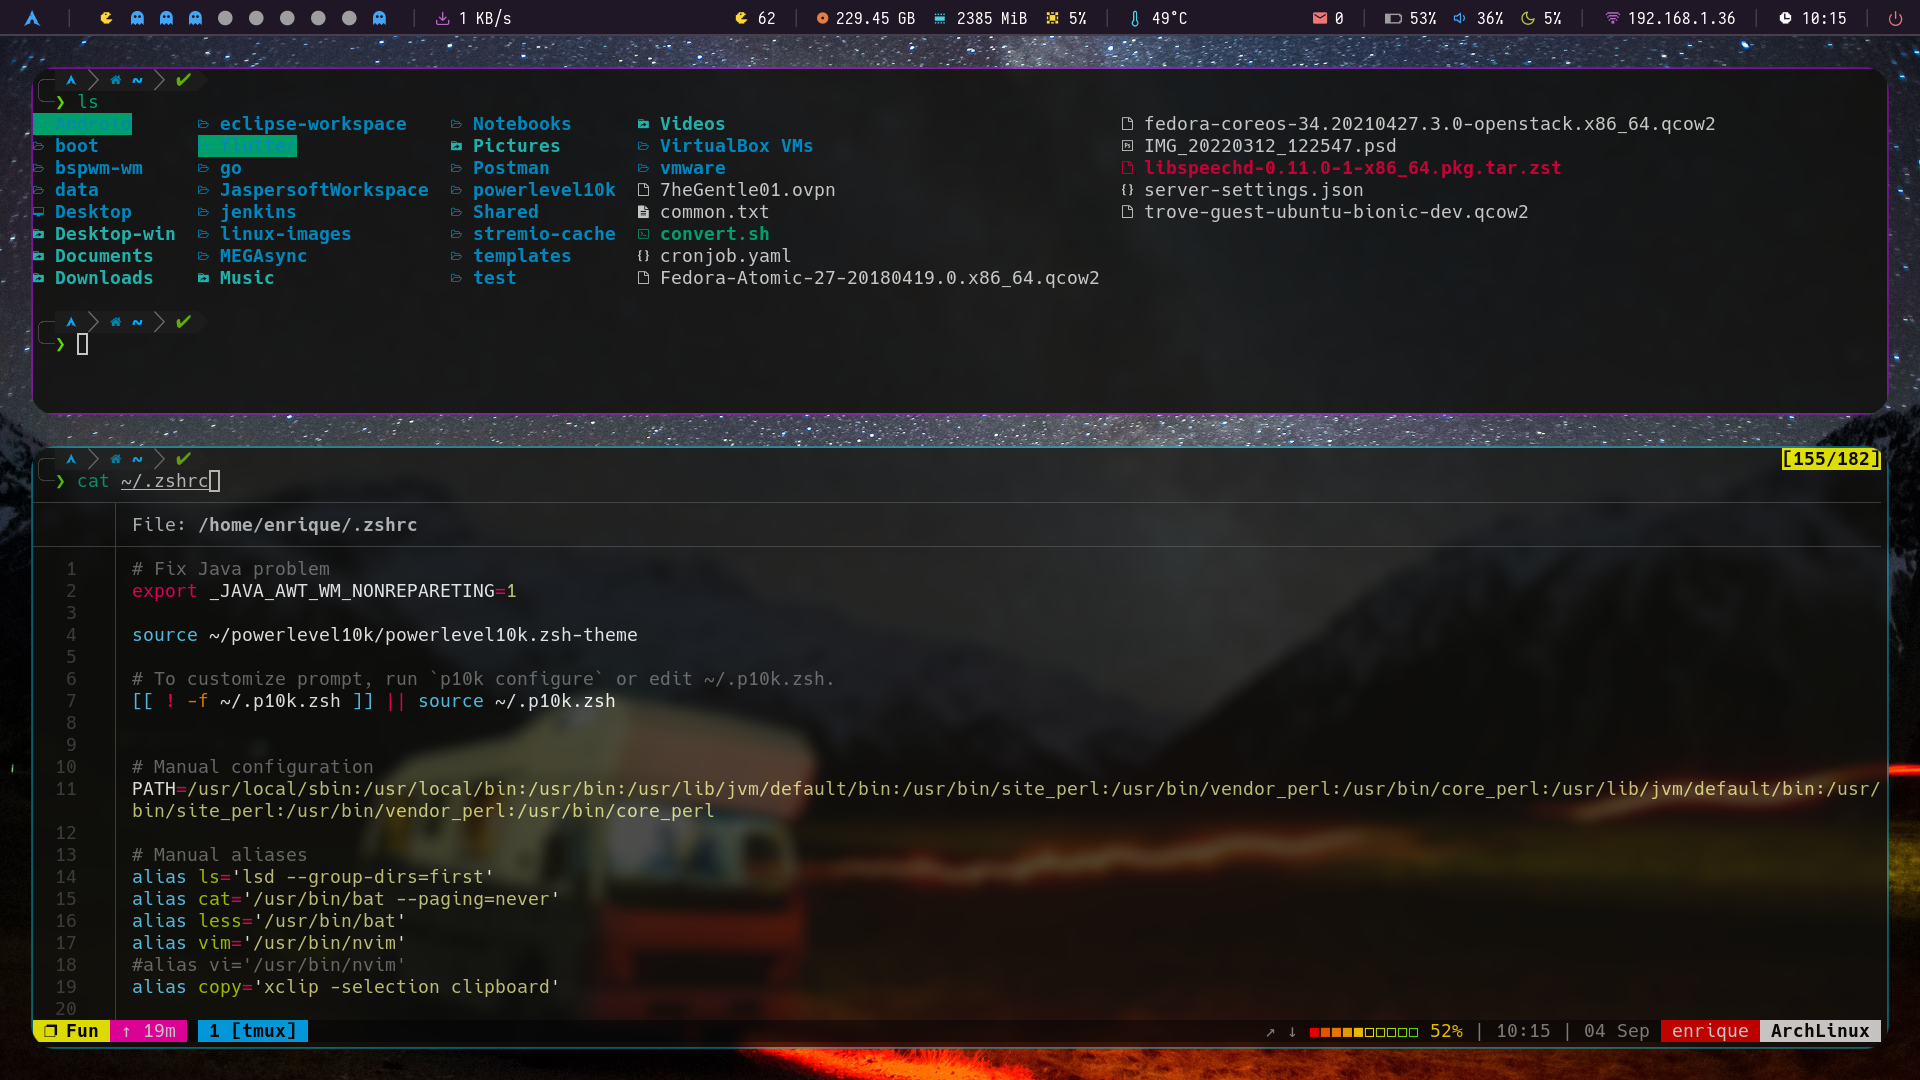 1 KB/s 62 229.45 GB 2385 MiB 5% 49°C 0 53% 36% 5% 192.168.1.36 10:15
~
ls
Android eclipse-workspace Notebooks Videos fedora-coreos-34.20210427.3.0-openstack.x86_64.qcow2
boot flutter Pictures VirtualBox VMs IMG_20220312_122547.psd
bspwm-wm go Postman vmware libspeechd-0.11.0-1-x86_64.pkg.tar.zst
data JaspersoftWorkspace powerlevel10k 7heGentle01.ovpn server-settings.json
Desktop jenkins Shared common.txt trove-guest-ubuntu-bionic-dev.qcow2
Desktop-win linux-images stremio-cache convert.sh
Documents MEGAsync templates cronjob.yaml
Downloads Music test Fedora-Atomic-27-20180419.0.x86_64.qcow2
~
❯
~ [155/182]
❯ cat ~/.zshrc
File: /home/enrique/.zshrc
1 # Fix Java problem
2 export _JAVA_AWT_WM_NONREPARETING=1
3
4 source ~/powerlevel10k/powerlevel10k.zsh-theme
5
6 # To customize prompt, run `p10k configure` or edit ~/.p10k.zsh.
7 [[ ! -f ~/.p10k.zsh ]] || source ~/.p10k.zsh
8
9
10 # Manual configuration
11 PATH=/usr/local/sbin:/usr/local/bin:/usr/bin:/usr/lib/jvm/default/bin:/usr/bin/site_perl:/usr/bin/vendor_perl:/usr/bin/core_perl:/usr/lib/jvm/default/bin:/usr/
bin/site_perl:/usr/bin/vendor_perl:/usr/bin/core_perl
12
13 # Manual aliases
14 alias ls='lsd --group-dirs=first'
15 alias cat='/usr/bin/bat --paging=never'
16 alias less='/usr/bin/bat'
17 alias vim='/usr/bin/nvim'
18 #alias vi='/usr/bin/nvim'
19 alias copy='xclip -selection clipboard'
20
❐ Fun ↑ 19m 1 [tmux] ↗ ↓ 52% | 10:15 | 04 Sep enrique ArchLinux